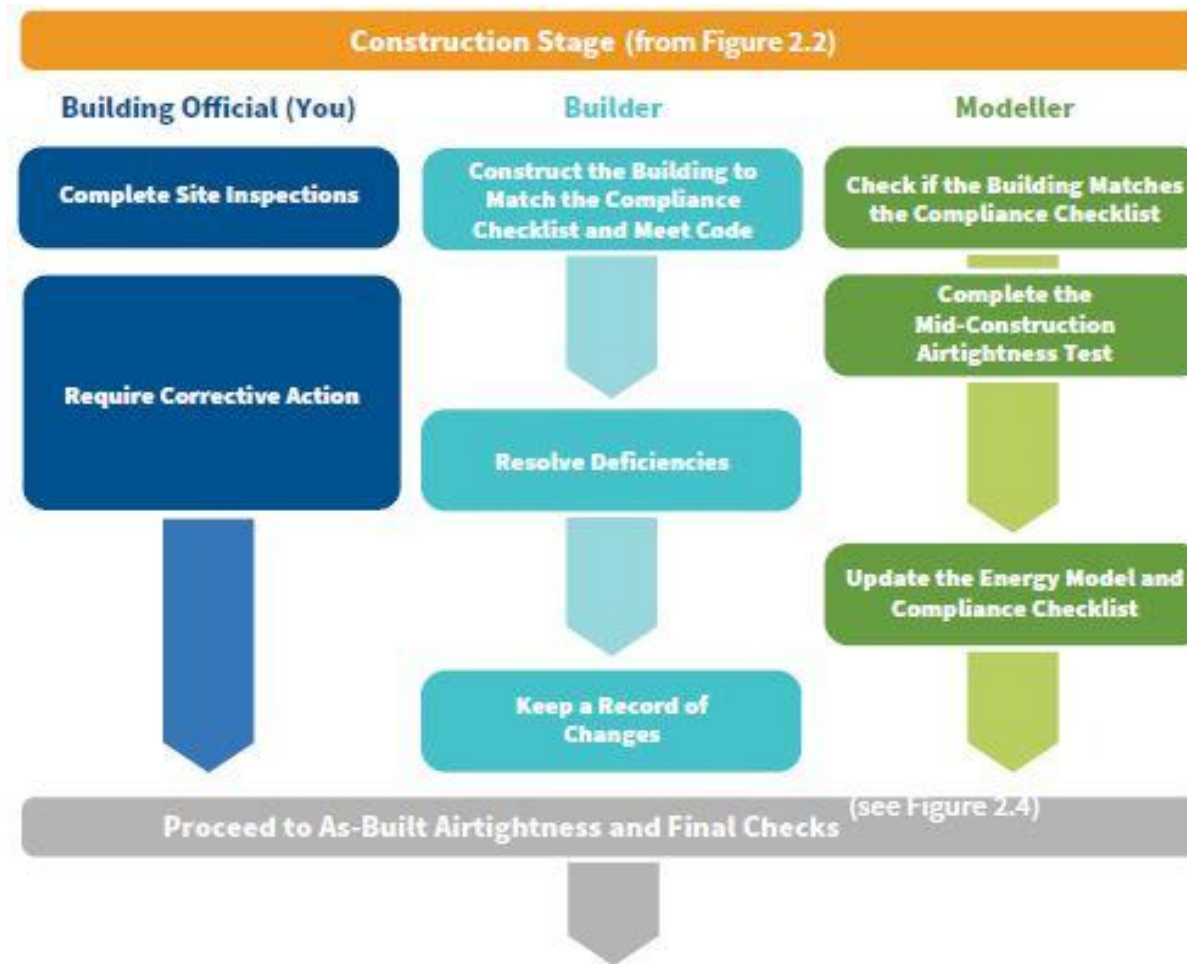 Construction Stage (from Figure 2.2)
Building Official (You)
Builder
Modeller
Complete Site Inspections
Construct the Building to
Match the Compliance
Checklist and Meet Code
Check if the Building Matches
the Compliance Checklist
Require Corrective Action
Complete the
Mid-Construction
Airtightness Test
Resolve Deficiencies
Update the Energy Model and
Compliance Checklist
Keep a Record of
Changes
Proceed to As-Built Airtightness and Final Checks (see Figure 2.4)